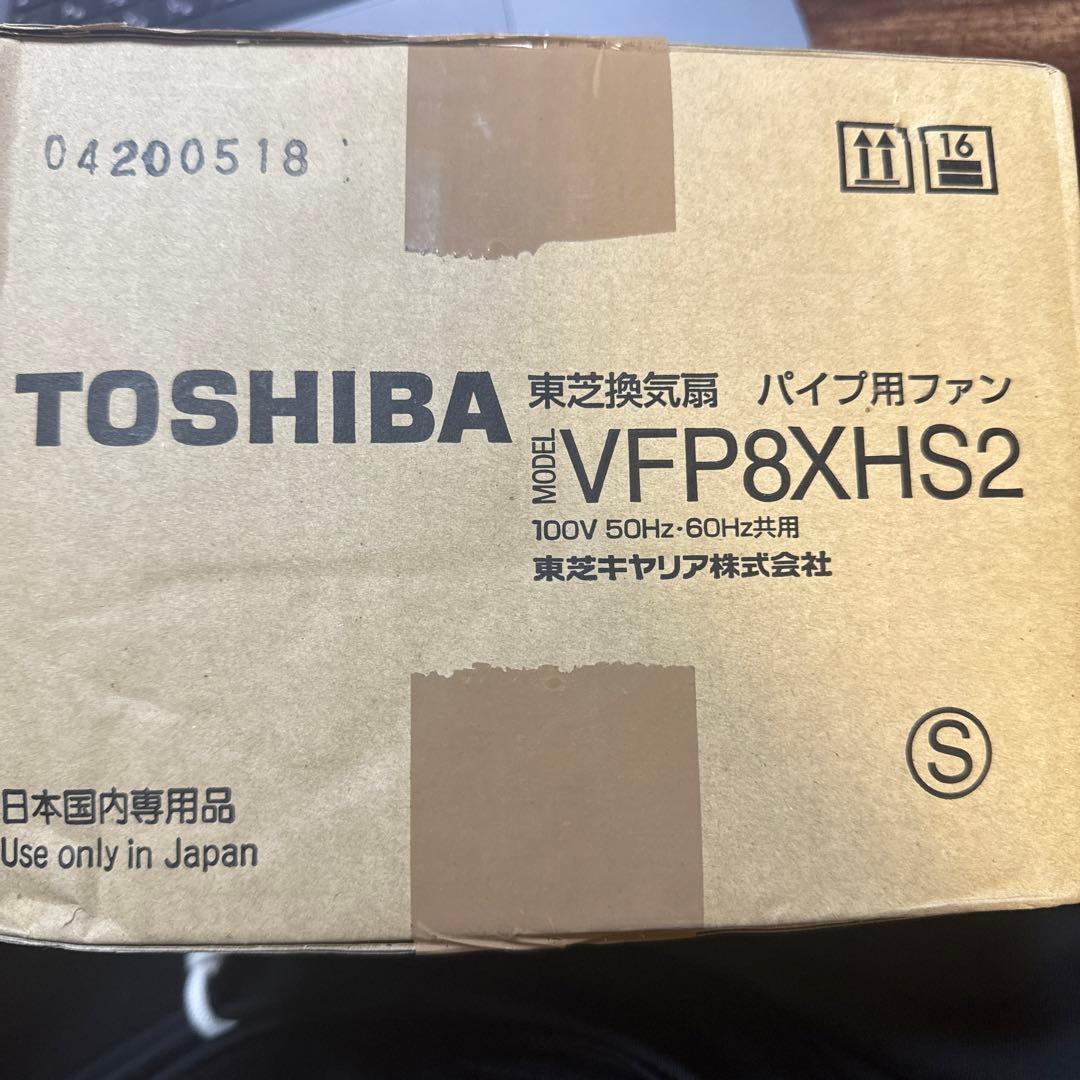 04200518
16
TOSHIBA
東芝換気扇 パイプ用ファン
MODEL VFP8XHS2
100V 50Hz・60Hz共用
東芝キヤリア株式会社
S
日本国内専用品
Use only in Japan